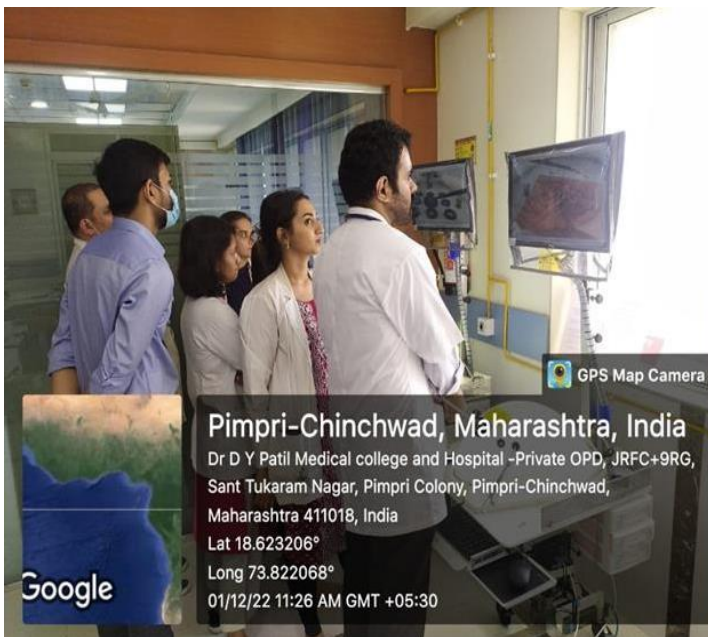 GPS Map Camera
Pimpri-Chinchwad, Maharashtra, India
Dr D Y Patil Medical college and Hospital -Private OPD, JRFC+9RG,
Sant Tukaram Nagar, Pimpri Colony, Pimpri-Chinchwad,
Maharashtra 411018, India
Lat 18.623206°
Long 73.822068°
01/12/22 11:26 AM GMT +05:30
Google